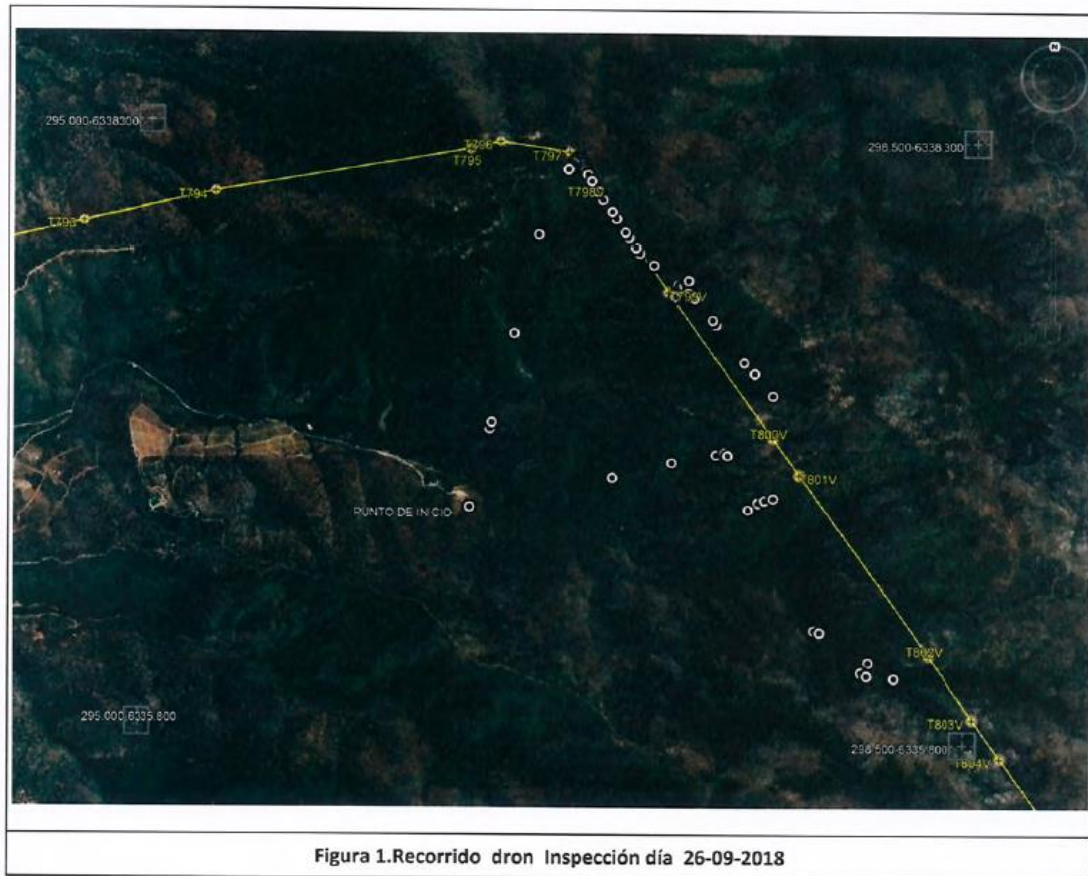 N
295.000-6338300
298.500-6338.300
T796
T795
T797
T794
T798V
T793
T799V
T800V
T801V
PUNTO DE INICIO
T802V
295.000-6335.800
T803V
298.500-6335.800
T804V
Figura 1.Recorrido dron Inspección día 26-09-2018